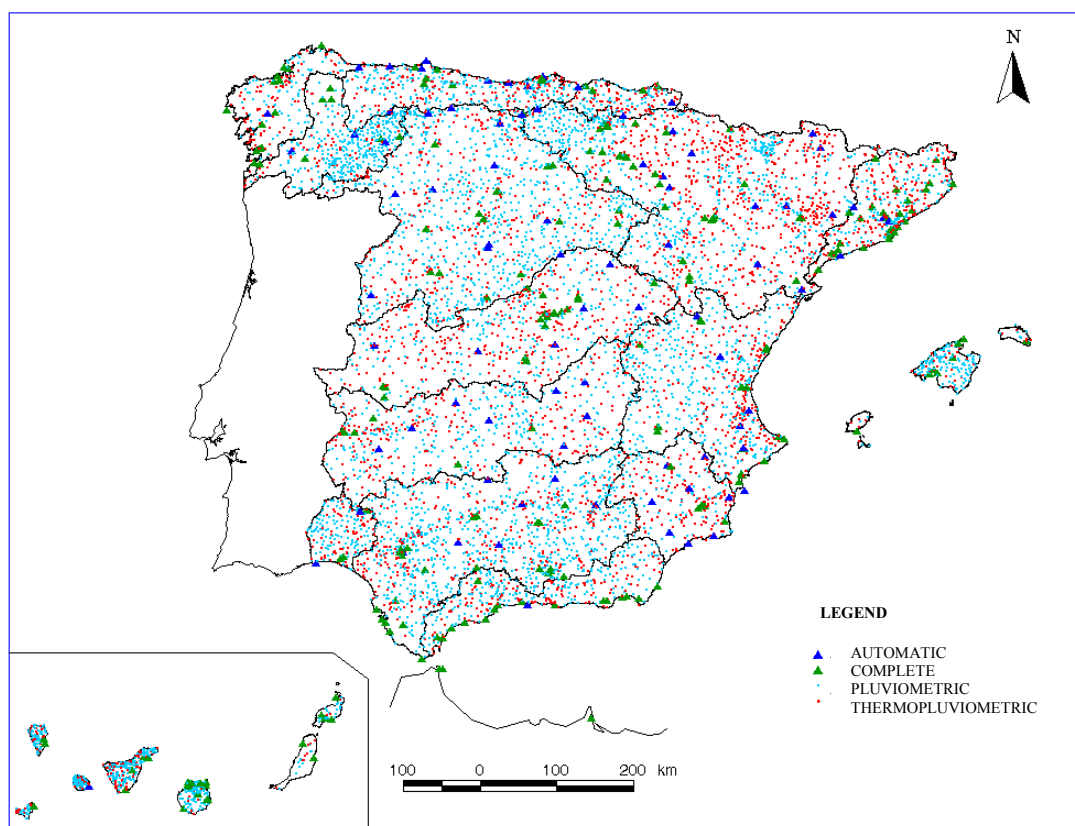 N
LEGEND
AUTOMATIC
COMPLETE
PLUVIOMETRIC
THERMOPLUVIOMETRIC
100 0 100 200 km